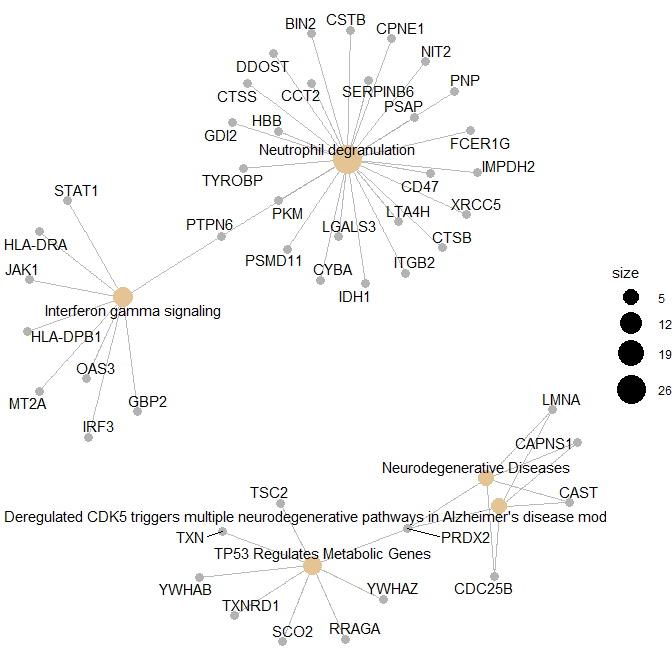 BIN2
CSTB
CPNE1
NIT2
DDOST
PNP
CTSS
CCT2
SERPINB6
PSAP
GDI2
HBB
FCER1G
Neutrophil degranulation
IMPDH2
TYROBP
CD47
STAT1
XRCC5
PKM
LTA4H
PTPN6
LGALS3
HLA-DRA
CTSB
PSMD11
ITGB2
JAK1
CYBA
IDH1
size
5
Interferon gamma signaling
12
HLA-DPB1
19
OAS3
26
MT2A
GBP2
LMNA
IRF3
CAPNS1
Neurodegenerative Diseases
TSC2
CAST
Deregulated CDK5 triggers multiple neurodegenerative pathways in Alzheimer's disease mod
TXN
PRDX2
TP53 Regulates Metabolic Genes
YWHAB
YWHAZ
CDC25B
TXNRD1
SCO2
RRAGA